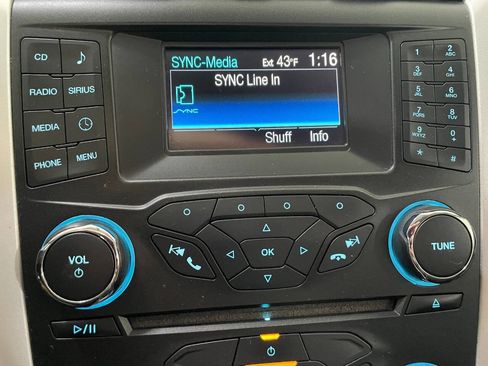 SYNC-Media Ext 43°F 1:16
SYNC Line In
SYNC
Shuff Info
CD
RADIO SIRIUS
MEDIA
PHONE MENU
1 2 ABC
3 DEF 4 GHI
5 JKL 6 MNO
7 PQRS 8 TUV
9 WXYZ 0 +
* #
VOL
OK
TUNE